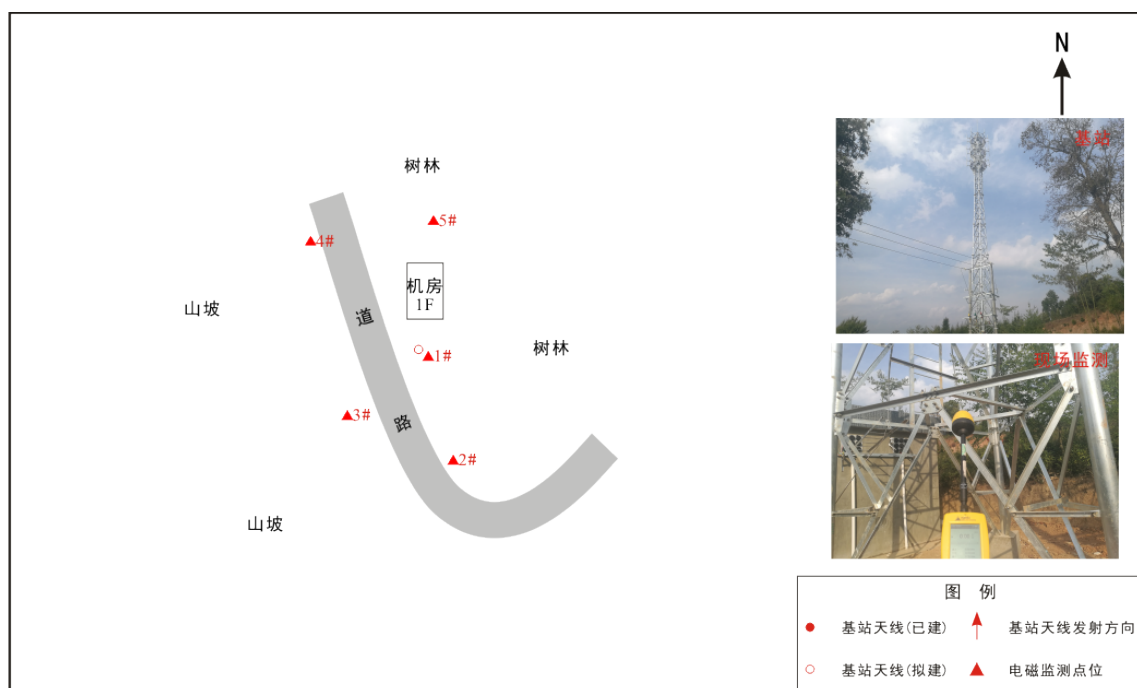 N
基站
树林
5#
4#
机房
1F
山坡
道
1#
树林
现场监测
3#
路
2#
山坡
图 例
基站天线(已建)
基站天线发射方向
基站天线(拟建)
电磁监测点位